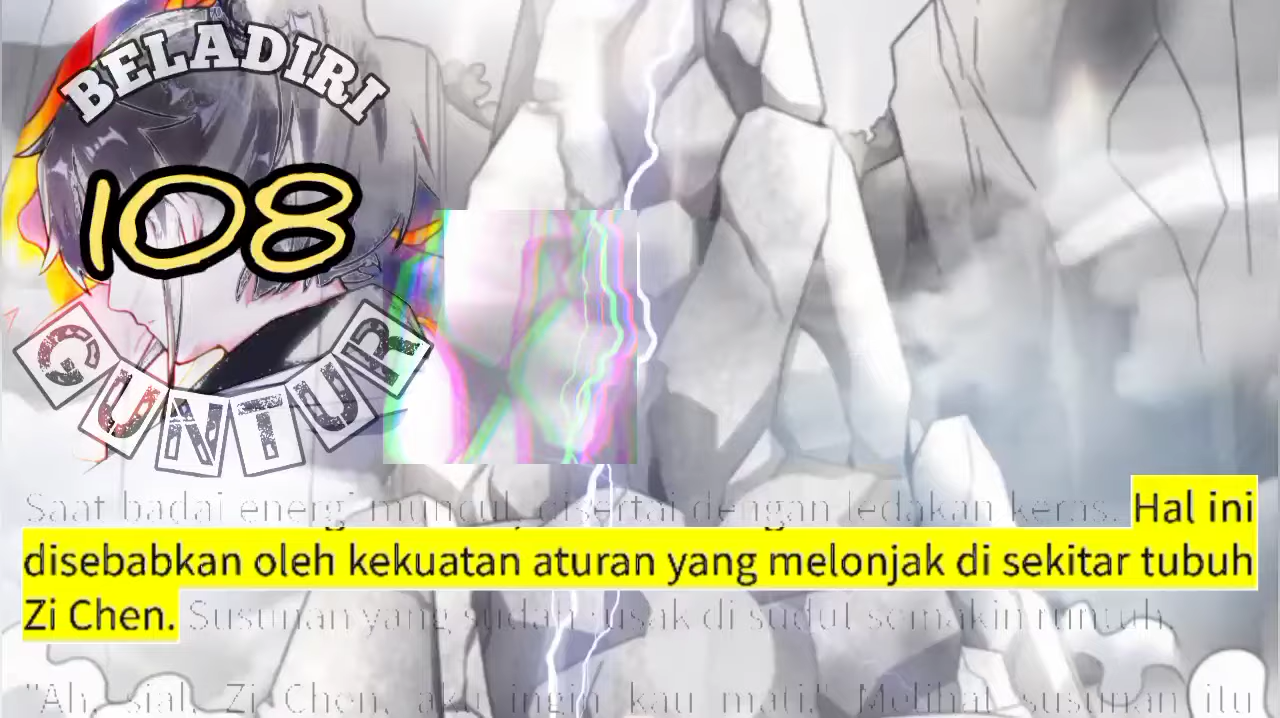 BELADIRI
108
GUNTUR
Saat badai energi muncul, disertai dengan ledakan keras. Hal ini
disebabkan oleh kekuatan aturan yang melonjak di sekitar tubuh
Zi Chen. Susunan yang sudah rusak di sudut semakin runtuh.
"Ah, sial, Zi Chen, aku ingin kau mati!" Melihat susunan itu